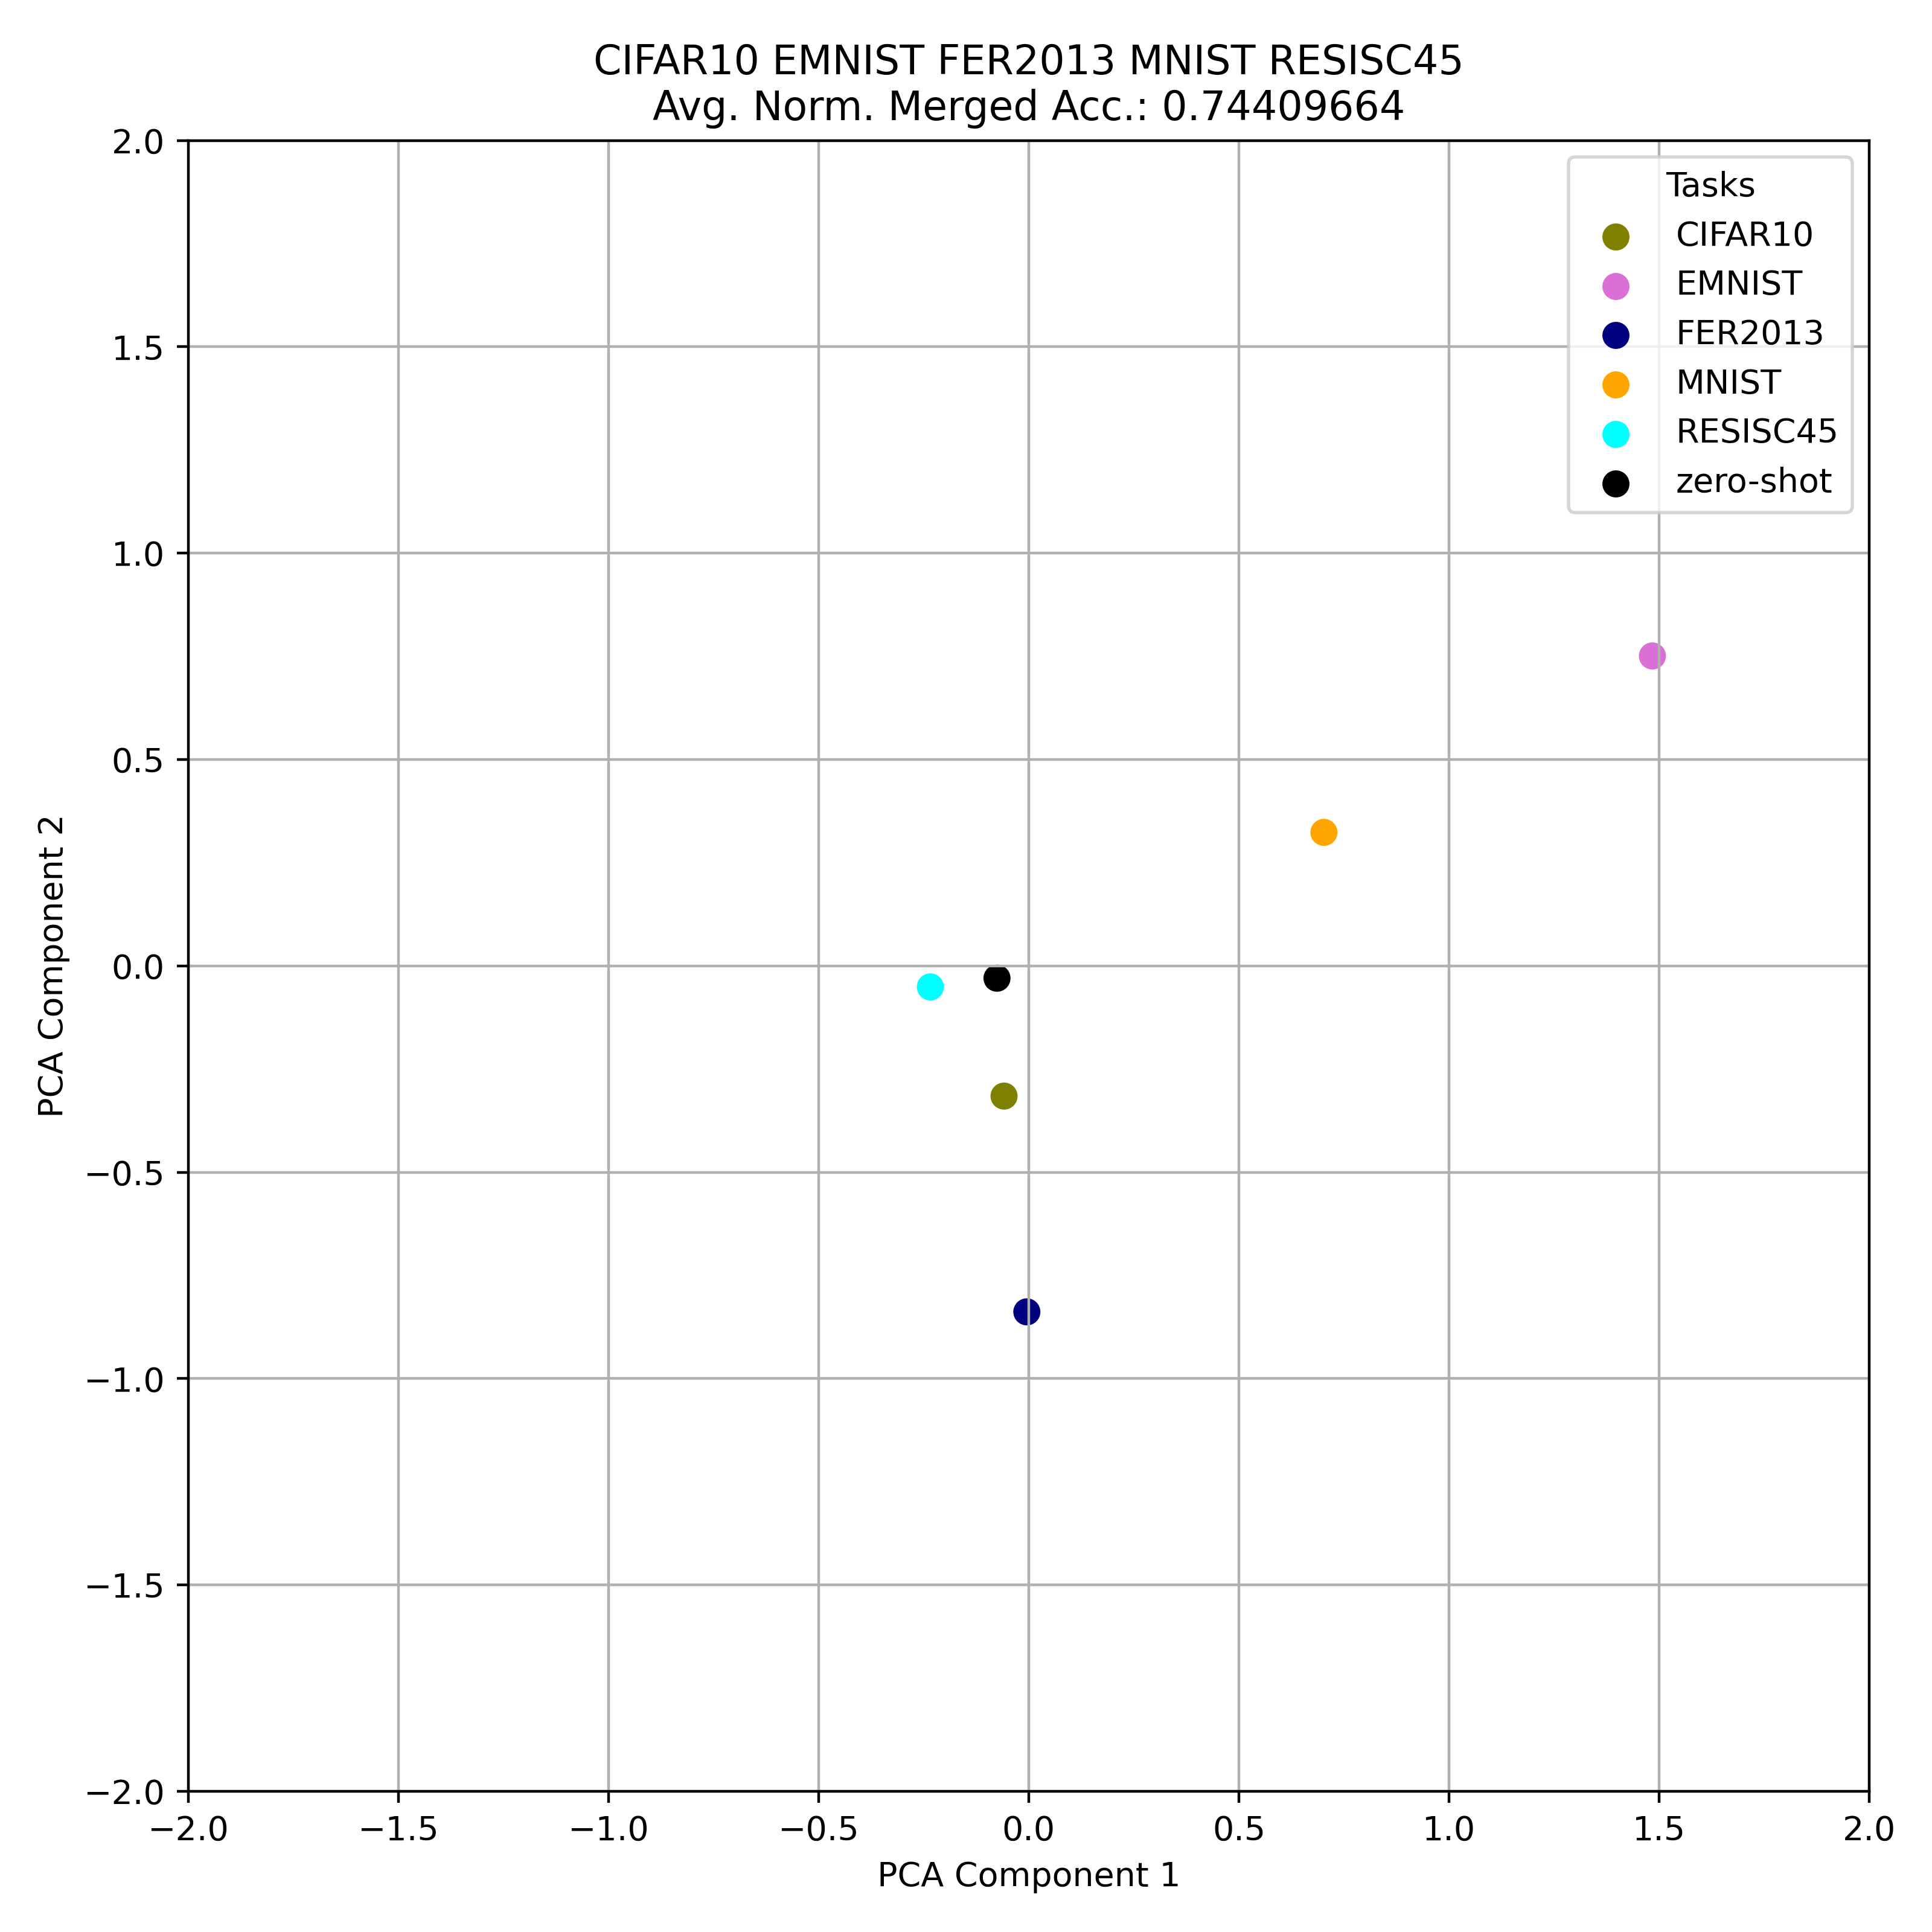 CIFAR10 EMNIST FER2013 MNIST RESISC45
Avg. Norm. Merged Acc.: 0.74409664
Tasks
CIFAR10
EMNIST
FER2013
MNIST
RESISC45
zero-shot
2.0
1.5
1.0
0.5
0.0
−0.5
−1.0
−1.5
−2.0
PCA Component 2
−2.0 −1.5 −1.0 −0.5 0.0 0.5 1.0 1.5 2.0
PCA Component 1